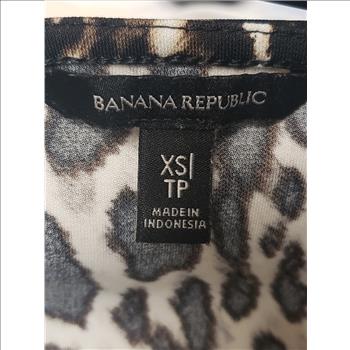 BANANA REPUBLIC
XS|
TP
MADE IN
INDONESIA